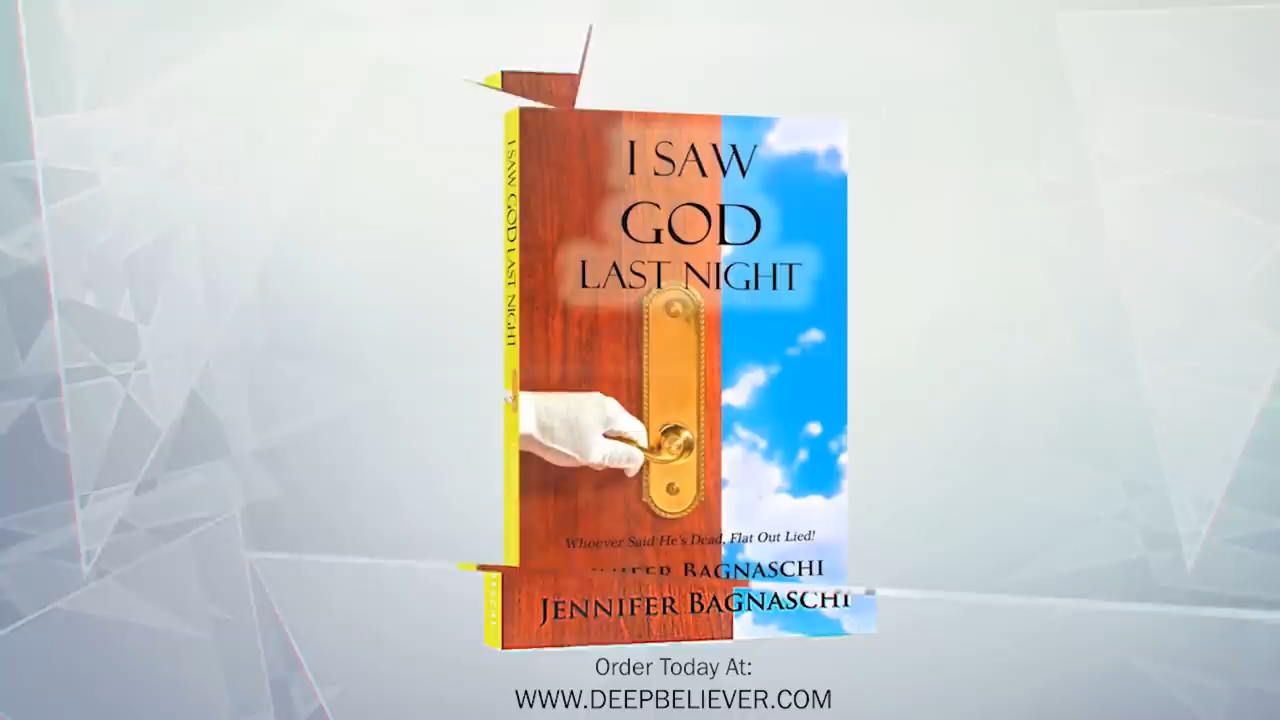 I SAW
GOD
LAST NIGHT
I SAW GOD LAST NIGHT
Whoever Said He's Dead, Flat Out Lied!
BAGNASCHI
JENNIFER BAGNASCHI
Order Today At:
WWW.DEEPBELIEVER.COM